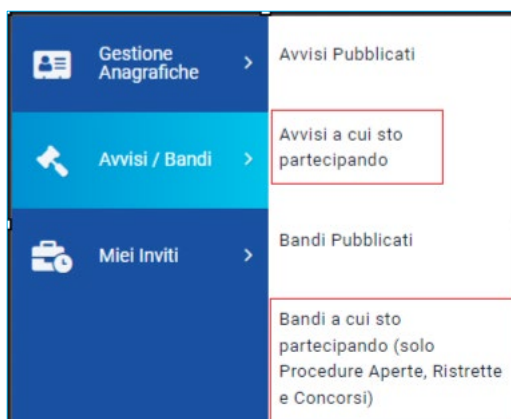 Gestione
Anagrafiche
Avvisi / Bandi
Miei Inviti
Avvisi Pubblicati
Avvisi a cui sto
partecipando
Bandi Pubblicati
Bandi a cui sto
partecipando (solo
Procedure Aperte, Ristrette
e Concorsi)